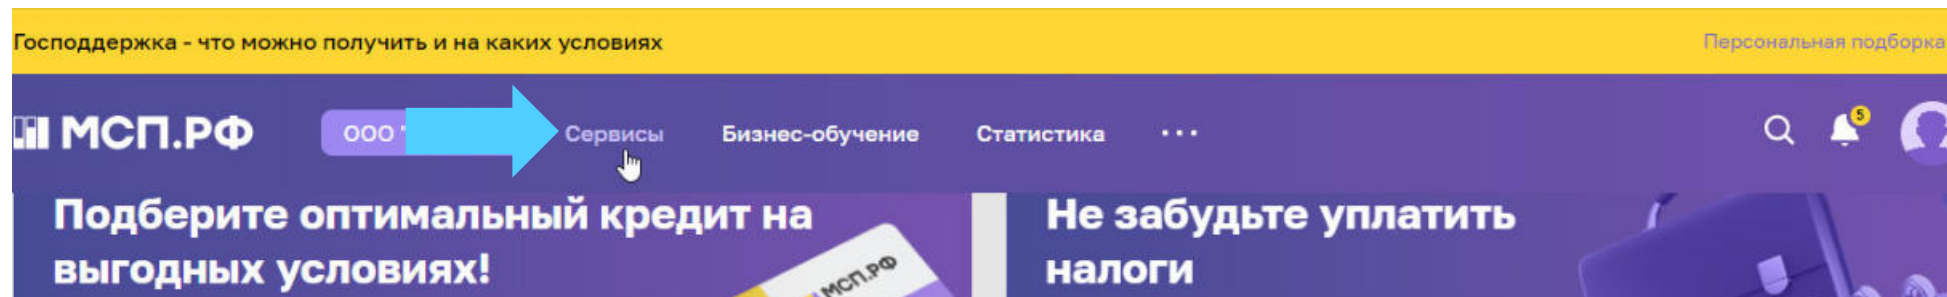 Господдержка - что можно получить и на каких условиях
Персональная подборка
МСП.РФ
ООО "
Сервисы
Бизнес-обучение
Статистика
...
5
Подберите оптимальный кредит на
выгодных условиях!
МСП.РФ
Не забудьте уплатить
налоги